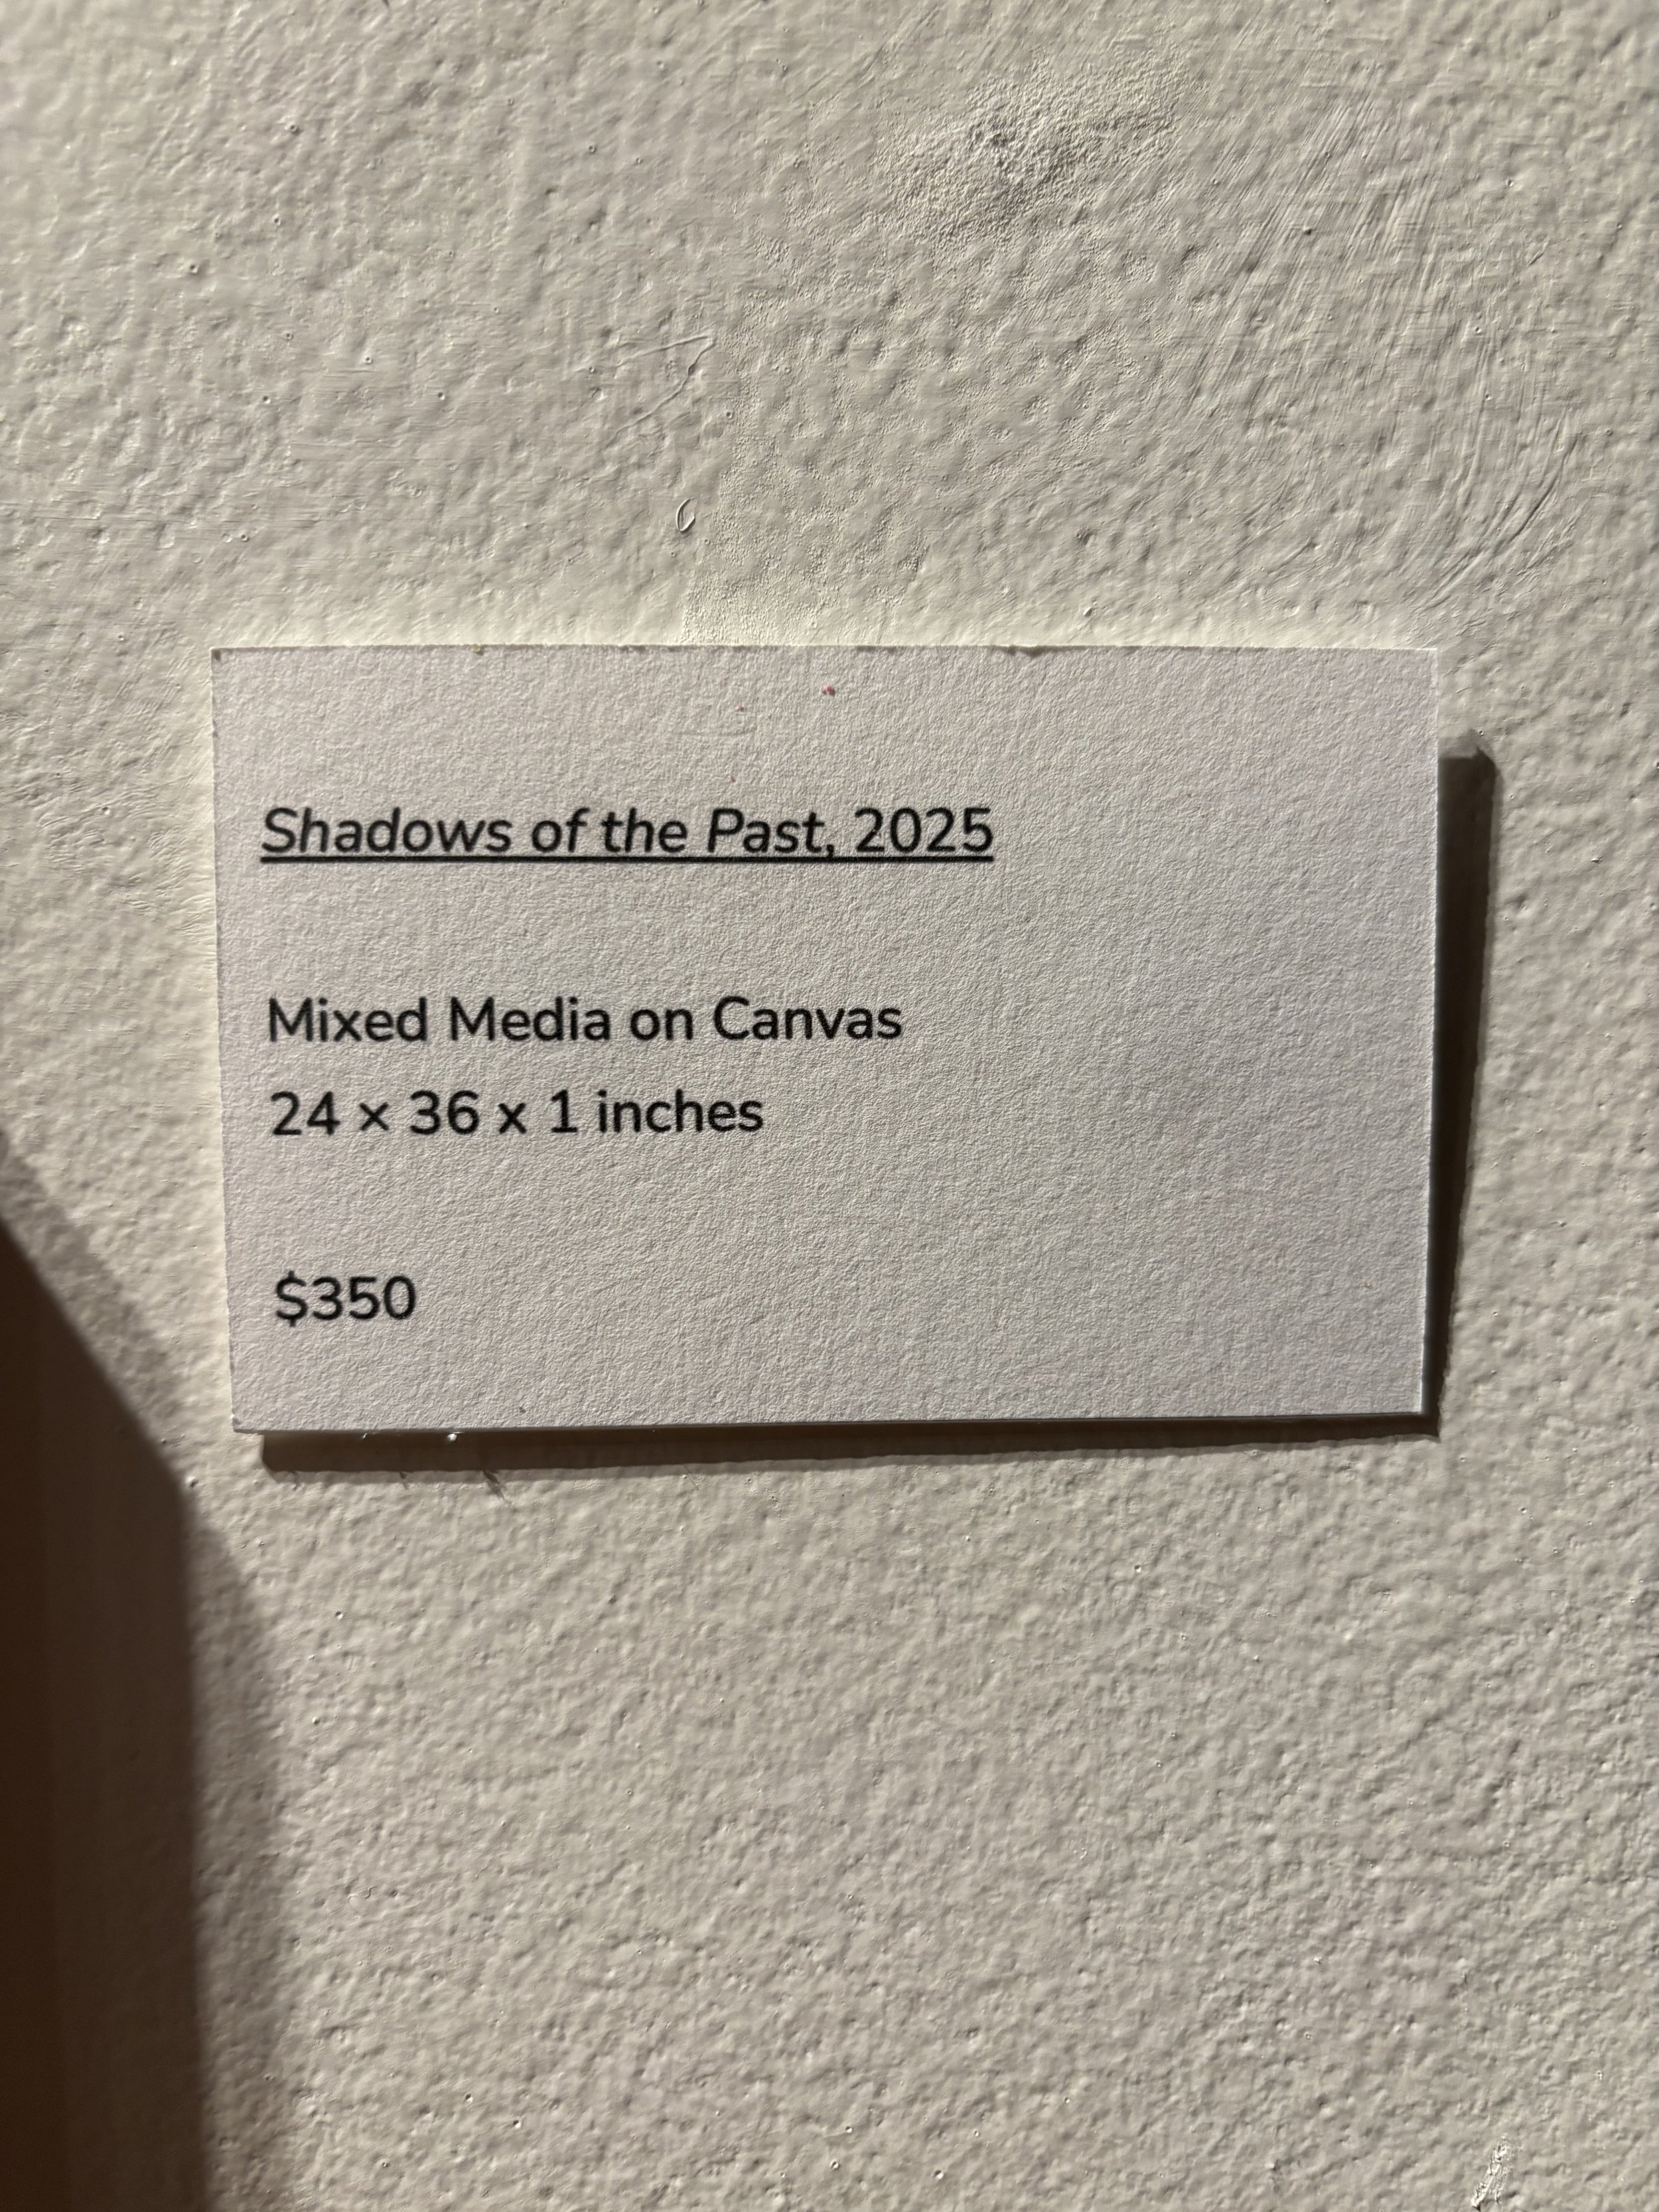 Shadows of the Past, 2025
Mixed Media on Canvas
24 × 36 x 1 inches
$350